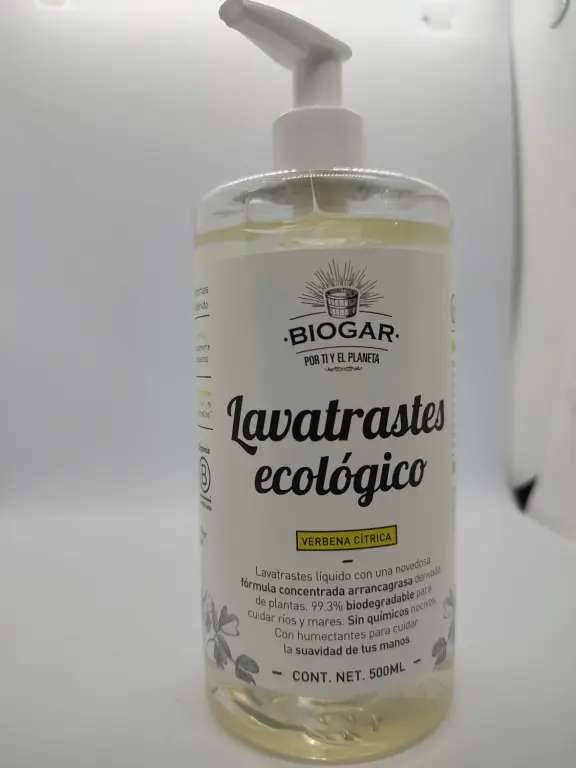 ·BIOGAR·
POR TI Y EL PLANETA
Lavatrastes
ecológico
VERBENA CÍTRICA
Lavatrastes líquido con una novedosa
fórmula concentrada arrancagrasa derivada
de plantas. 99.3% biodegradable para
cuidar ríos y mares. Sin químicos nocivos.
Con humectantes para cuidar
la suavidad de tus manos.
CONT. NET. 500ML
Empresa
B